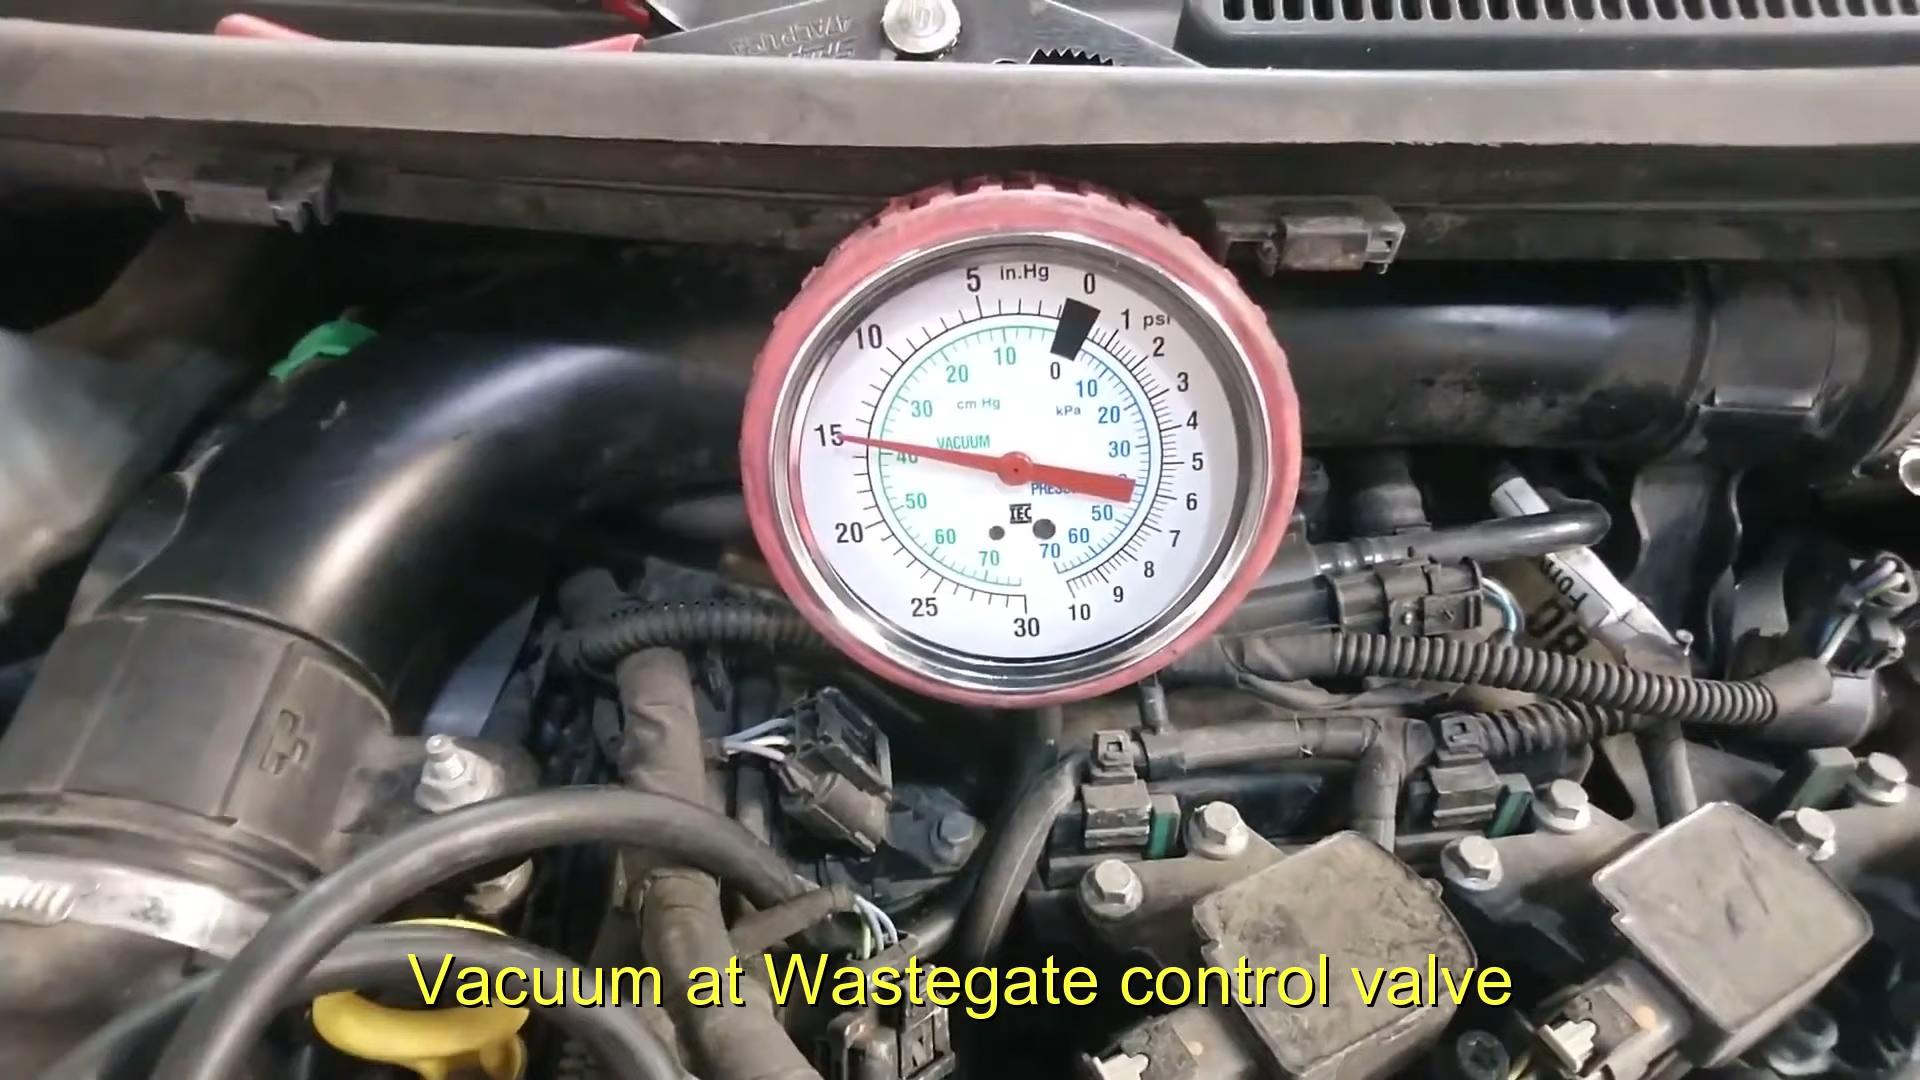 5 in.Hg 0
1 psi
10 2
10 0 10 3
20 20 4
30 cm Hg kPa
15 VACUUM 30 5
40 6
50 IEC 50
20 60 60 7
70 70 8
25 9
30 10
Vacuum at Wastegate control valve